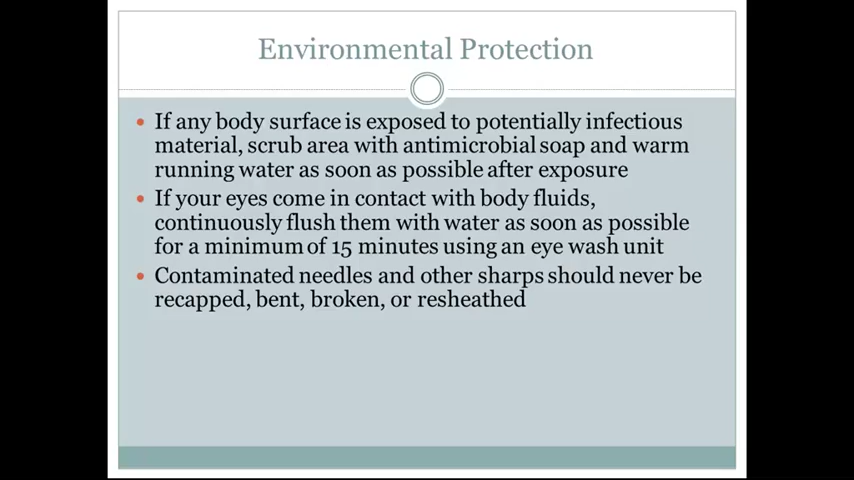 Environmental Protection
• If any body surface is exposed to potentially infectious
material, scrub area with antimicrobial soap and warm
running water as soon as possible after exposure
• If your eyes come in contact with body fluids,
continuously flush them with water as soon as possible
for a minimum of 15 minutes using an eye wash unit
• Contaminated needles and other sharps should never be
recapped, bent, broken, or resheathed